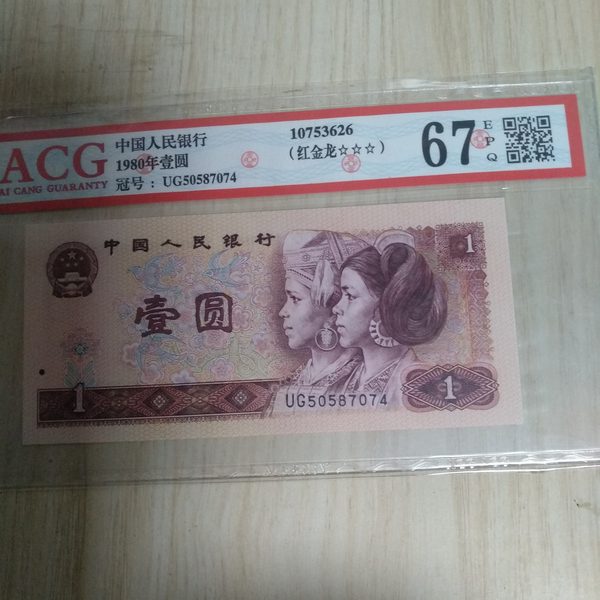 ACG
AI CANG GUARANTY
中国人民银行
1980年壹圆
冠号：UG50587074
10753626
（红金龙☆☆☆）
67
E
P
Q
中国人民银行
1
壹圆
1
1
UG50587074